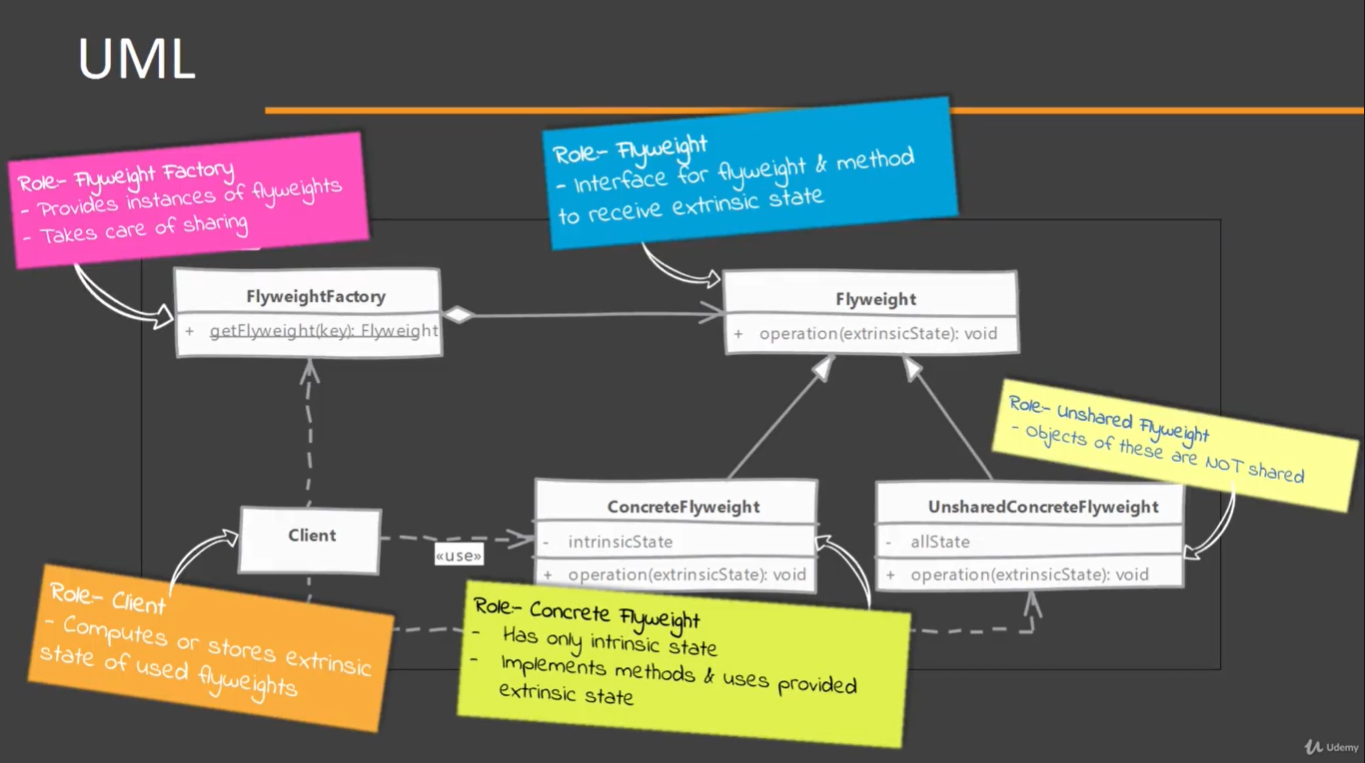 UML
Role- Flyweight Factory
- Provides instances of flyweights
- Takes care of sharing
Role- Flyweight
- Interface for flyweight & method
to receive extrinsic state
FlyweightFactory
+ getFlyweight(key): Flyweight
Flyweight
+ operation(extrinsicState): void
Role- Unshared Flyweight
- Objects of these are NOT shared
Client
«use»
ConcreteFlyweight
- intrinsicState
+ operation(extrinsicState): void
UnsharedConcreteFlyweight
- allState
+ operation(extrinsicState): void
Role- Client
- Computes or stores extrinsic
state of used flyweights
Role- Concrete Flyweight
- Has only intrinsic state
- Implements methods & uses provided
extrinsic state
Udemy